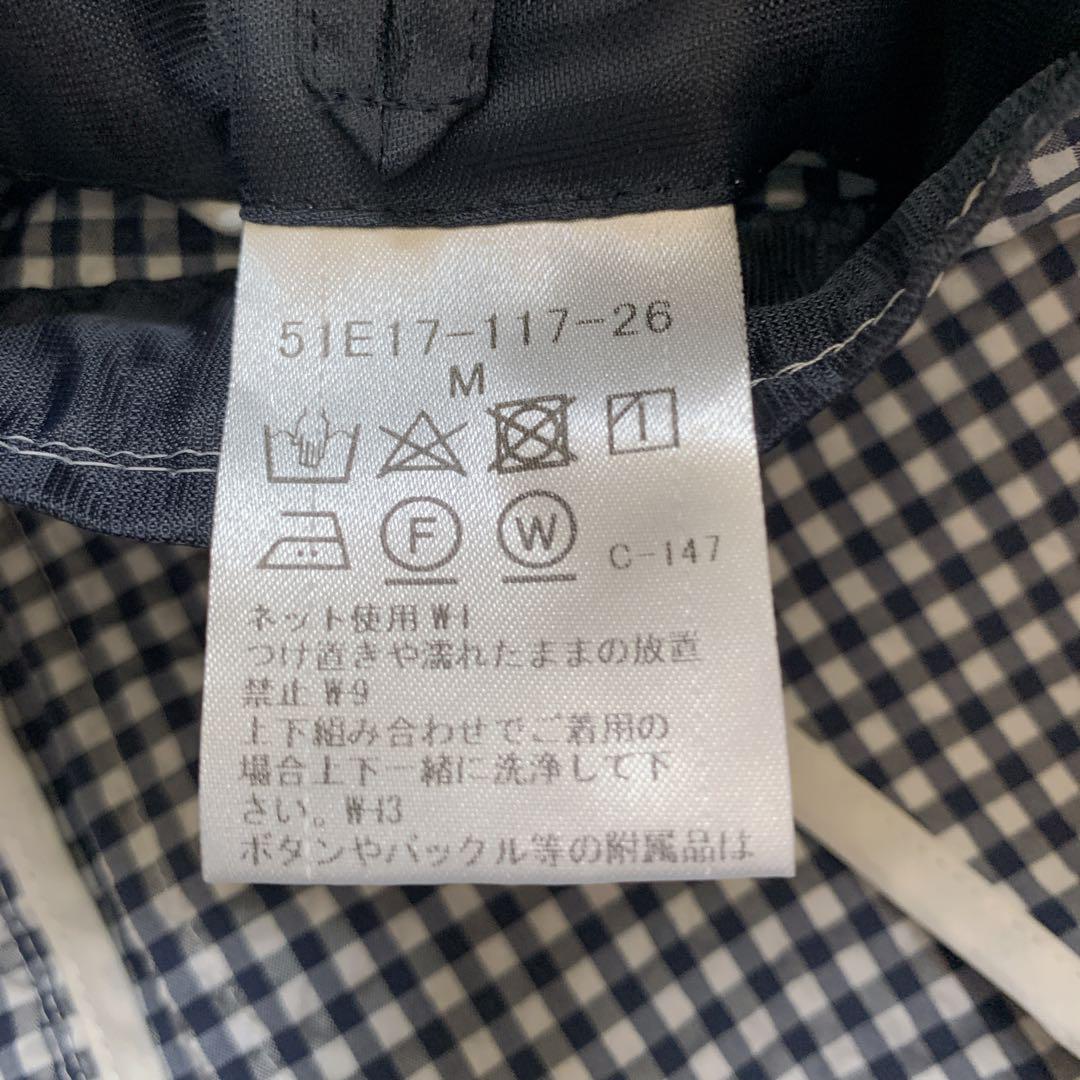 51E17-117-26
M
F W C-147
ネット使用 W-1
つけ置きや濡れたままの放置
禁止 W-9
上下組み合わせでご着用の
場合上下一緒に洗浄して下
さい。W-13
ボタンやバックル等の附属品は